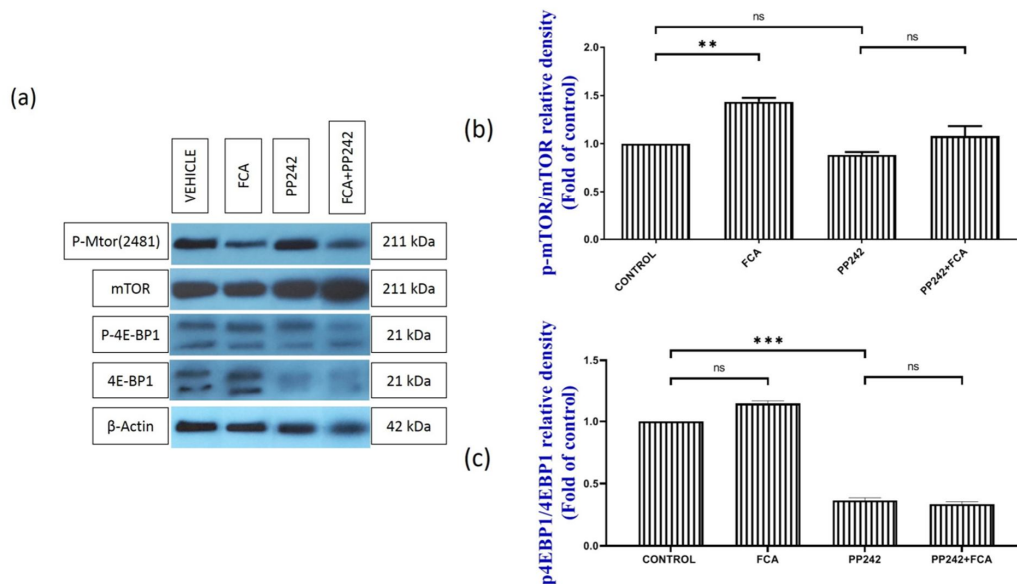 (a)
VEHICLE
FCA
PP242
FCA+PP242
P-Mtor(2481)
211 kDa
mTOR
211 kDa
P-4E-BP1
21 kDa
4E-BP1
21 kDa
β-Actin
42 kDa
(b)
p-mTOR/mTOR relative density
(Fold of control)
2.0
1.5
1.0
0.5
0.0
ns
**
ns
CONTROL
FCA
PP242
PP242+FCA
(c)
p4EBP1/4EBP1 relative density
(Fold of control)
1.5
1.0
0.5
0.0
***
ns
ns
CONTROL
FCA
PP242
PP242+FCA